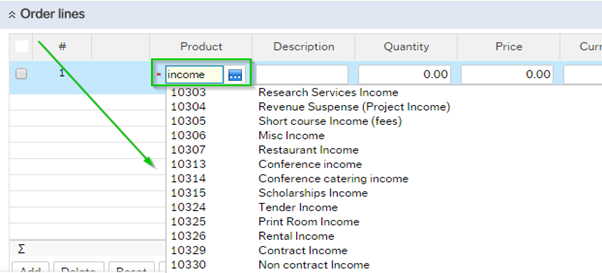 Order lines
# Product Description Quantity Price Curr
1 * income 0.00 0.00
10303 Research Services Income
10304 Revenue Suspense (Project Income)
10305 Short course Income (fees)
10306 Misc Income
10307 Restaurant Income
10313 Conference income
10314 Conference catering income
10315 Scholarships Income
10324 Tender Income
10325 Print Room Income
10326 Rental Income
10329 Contract Income
Σ
10330 Non contract Income
Add Delete Reset